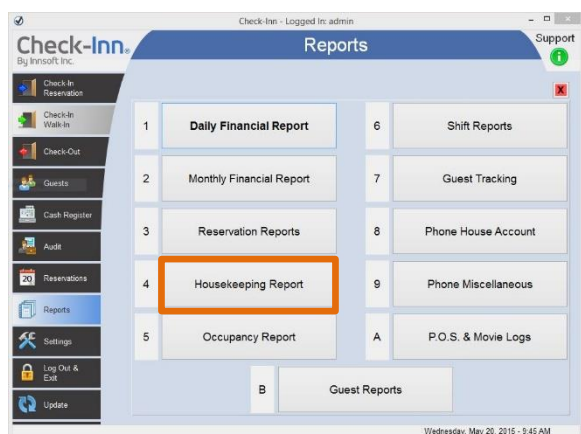 Check-Inn - Logged In: admin
Check-Inn®
By Innsoft Inc.
Reports
Support
i
X
Check-In
Reservation
Check-In
Walk-In
Check-Out
Guests
Cash Register
Audit
20
Reservations
Reports
Settings
Log Out &
Exit
Update
1 Daily Financial Report
6 Shift Reports
2 Monthly Financial Report
7 Guest Tracking
3 Reservation Reports
8 Phone House Account
4 Housekeeping Report
9 Phone Miscellaneous
5 Occupancy Report
A P.O.S. & Movie Logs
B Guest Reports
Wednesday, May 20, 2015 - 9:45 AM